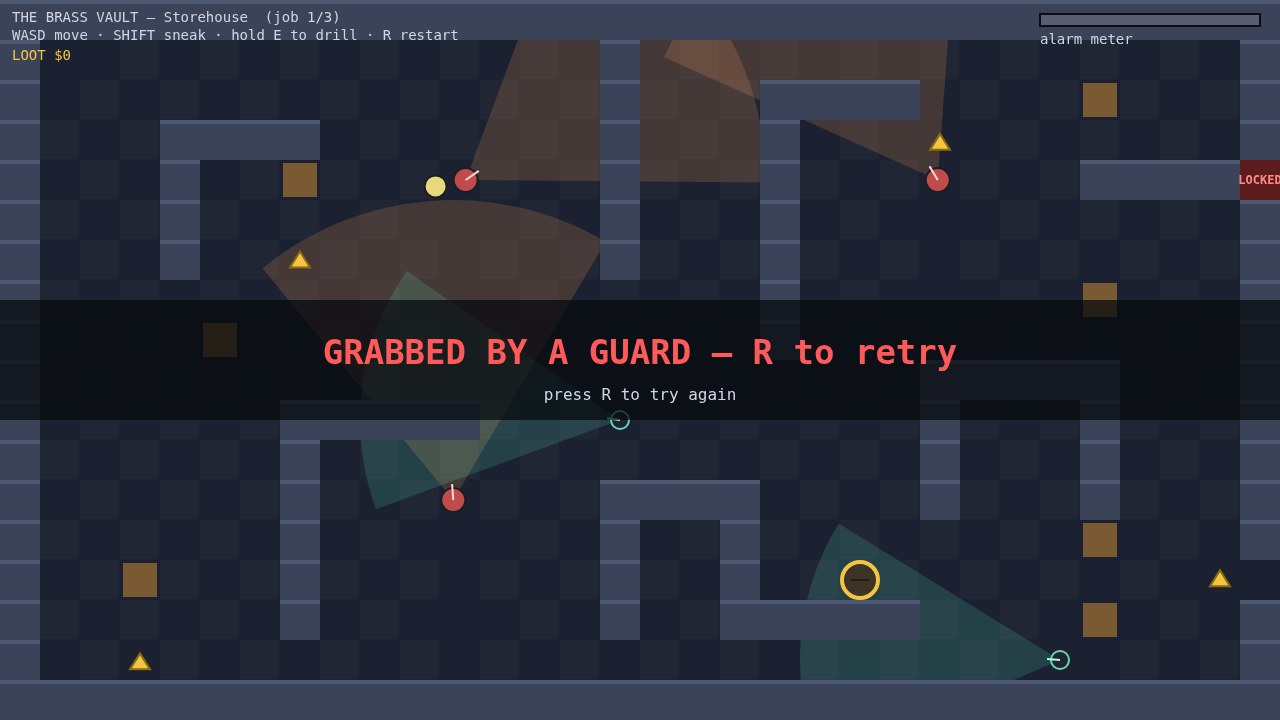 THE BRASS VAULT — Storehouse  (job 1/3)
WASD move · SHIFT sneak · hold E to drill · R restart
LOOT $0
alarm meter
LOCKED
GRABBED BY A GUARD — R to retry
press R to try again